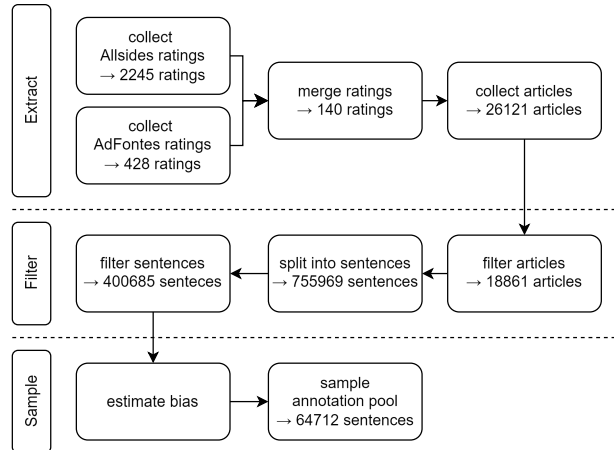 Extract
collect
Allsides ratings
→ 2245 ratings
collect
AdFontes ratings
→ 428 ratings
merge ratings
→ 140 ratings
collect articles
→ 26121 articles
Filter
filter articles
→ 18861 articles
split into sentences
→ 755969 sentences
filter sentences
→ 400685 senteces
Sample
estimate bias
sample
annotation pool
→ 64712 sentences